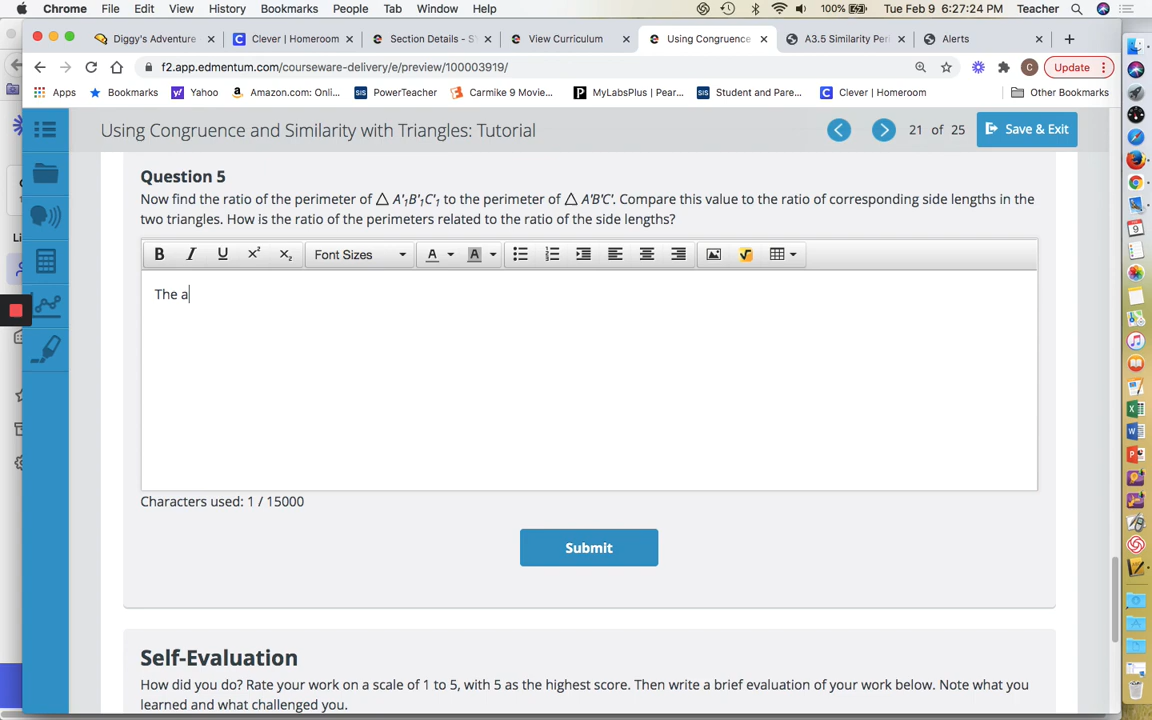 Chrome File Edit View History Bookmarks People Tab Window Help 100% Tue Feb 9 6:27:24 PM Teacher
Diggy's Adventure Clever | Homeroom Section Details - View Curriculum Using Congruence A3.5 Similarity Per Alerts
f2.app.edmentum.com/courseware-delivery/e/preview/100003919/ C Update
Apps Bookmarks Yahoo Amazon.com: Onli... PowerTeacher Carmike 9 Movie... MyLabsPlus | Pear... Student and Pare... Clever | Homeroom Other Bookmarks
Using Congruence and Similarity with Triangles: Tutorial 21 of 25 Save & Exit
Question 5
Now find the ratio of the perimeter of △ A'₁B'₁C'₁ to the perimeter of △ A'B'C'. Compare this value to the ratio of corresponding side lengths in the
two triangles. How is the ratio of the perimeters related to the ratio of the side lengths?
B I U X² X₂ Font Sizes A A
The a
Characters used: 1 / 15000
Submit
Self-Evaluation
How did you do? Rate your work on a scale of 1 to 5, with 5 as the highest score. Then write a brief evaluation of your work below. Note what you
learned and what challenged you.